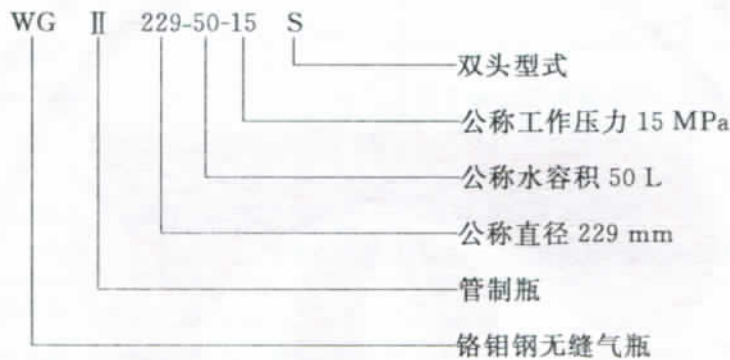 WG Ⅱ 229-50-15 S
双头型式
公称工作压力 15 MPa
公称水容积 50 L
公称直径 229 mm
管制瓶
铬钼钢无缝气瓶